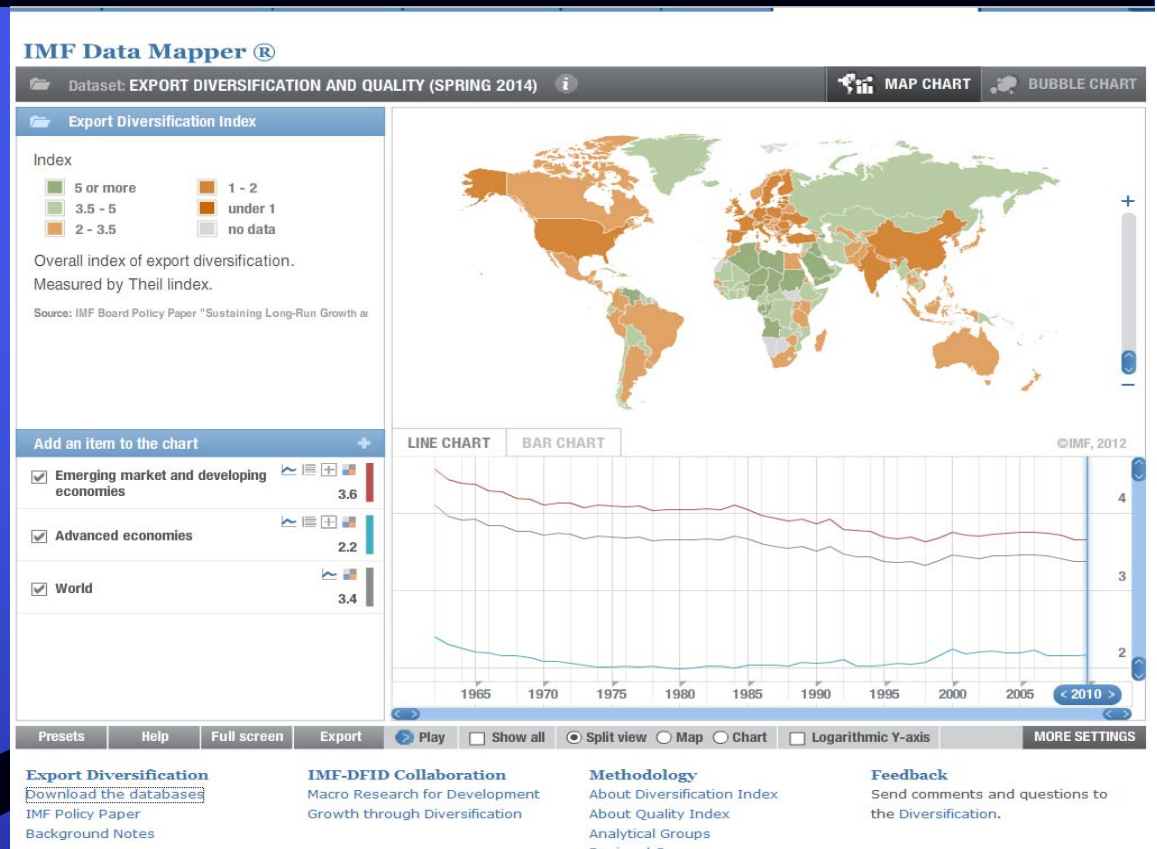 IMF Data Mapper ®
Dataset: EXPORT DIVERSIFICATION AND QUALITY (SPRING 2014) i
MAP CHART
BUBBLE CHART
Export Diversification Index
Index
5 or more
1 - 2
3.5 - 5
under 1
2 - 3.5
no data
Overall index of export diversification.
Measured by Theil Iindex.
Source: IMF Board Policy Paper "Sustaining Long-Run Growth
+
−
Add an item to the chart +
LINE CHART
BAR CHART
©IMF, 2012
Emerging market and developing
economies
3.6
Advanced economies
2.2
World
3.4
4
3
2
1965 1970 1975 1980 1985 1990 1995 2000 2005 < 2010 >
Presets Help Full screen Export Play Show all Split view Map Chart Logarithmic Y-axis MORE SETTINGS
Export Diversification
Download the databases
IMF Policy Paper
Background Notes
IMF-DFID Collaboration
Macro Research for Development
Growth through Diversification
Methodology
About Diversification Index
About Quality Index
Analytical Groups
Feedback
Send comments and questions to
the Diversification.